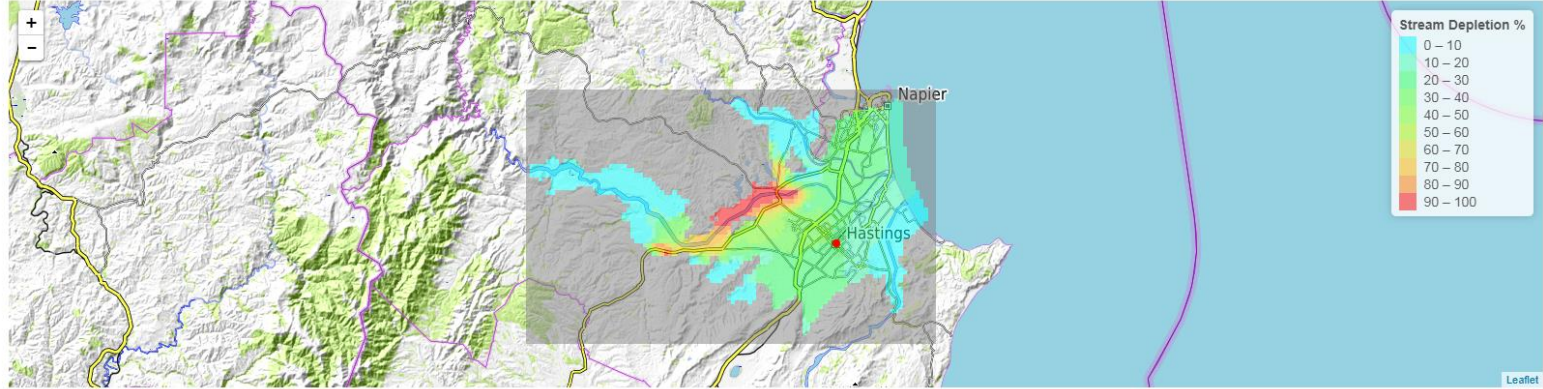 +
−
Stream Depletion %
0 – 10
10 – 20
20 – 30
30 – 40
40 – 50
50 – 60
60 – 70
70 – 80
80 – 90
90 – 100
Napier
Hastings
Leaflet